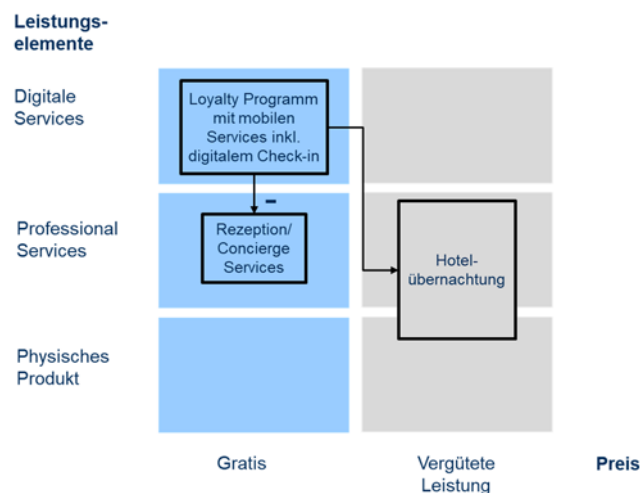 Leistungs-
elemente
Digitale
Services
Loyalty Programm
mit mobilen
Services inkl.
digitalem Check-in
–
Professional
Services
Rezeption/
Concierge
Services
Hotel-
übernachtung
Physisches
Produkt
Gratis
Vergütete
Leistung
Preis